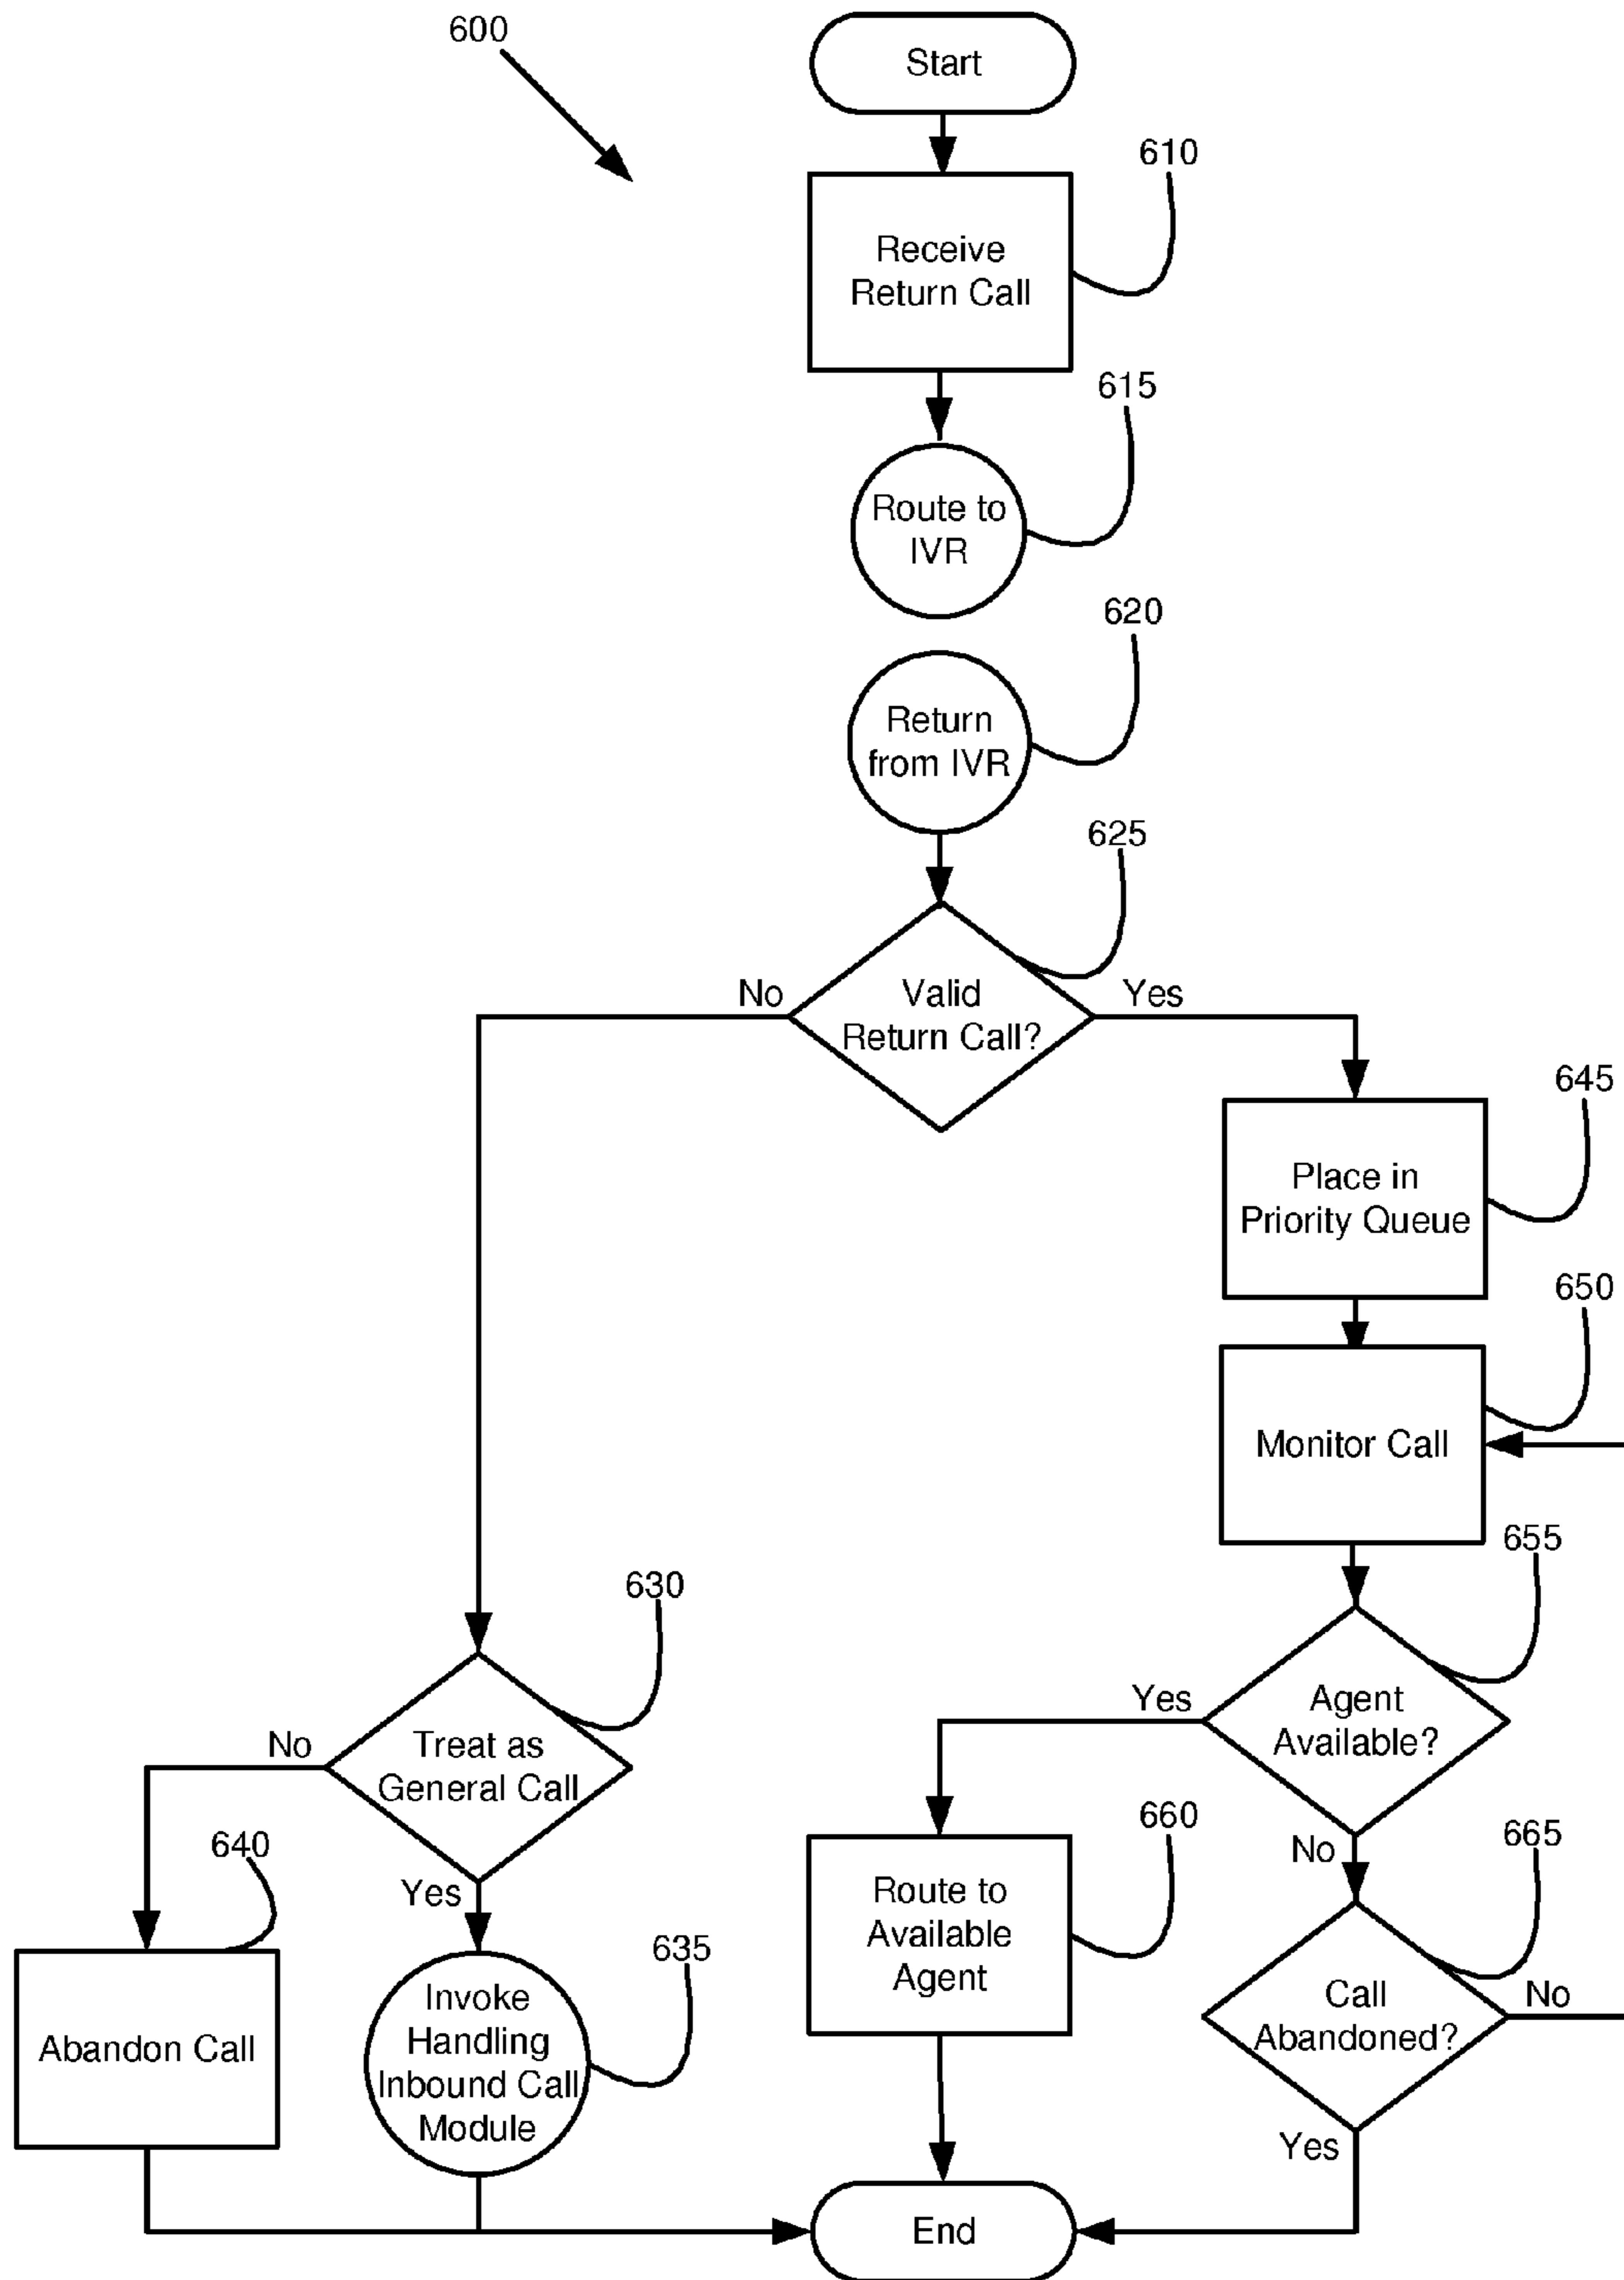 600
Start
610
Receive
Return Call
615
Route to
IVR
620
Return
from IVR
625
No
Valid
Return Call?
Yes
645
Place in
Priority Queue
650
Monitor Call
655
630
Yes
Agent
Available?
No
Treat as
General Call
640
Yes
660
No
665
Route to
Available
Agent
635
Invoke
Handling
Inbound Call
Module
Call
Abandoned?
No
Abandon Call
Yes
End